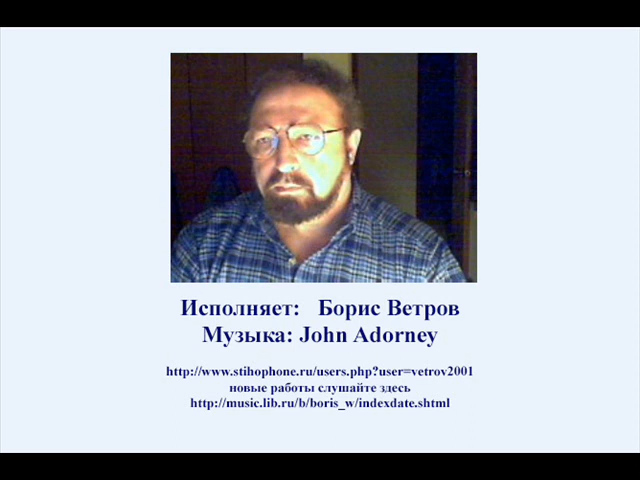 Исполняет: Борис Ветров
Музыка: John Adorney
http://www.stihophone.ru/users.php?user=vetrov2001
новые работы слушайте здесь
http://music.lib.ru/b/boris_w/indexdate.shtml